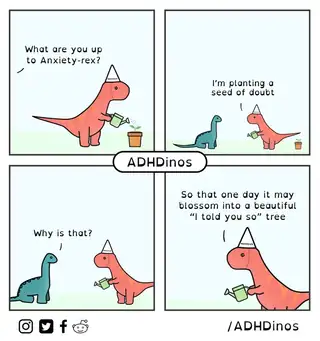 What are you up
to Anxiety-rex?
I'm planting a
seed of doubt
ADHDinos
Why is that?
So that one day it may
blossom into a beautiful
"I told you so" tree
/ADHDinos